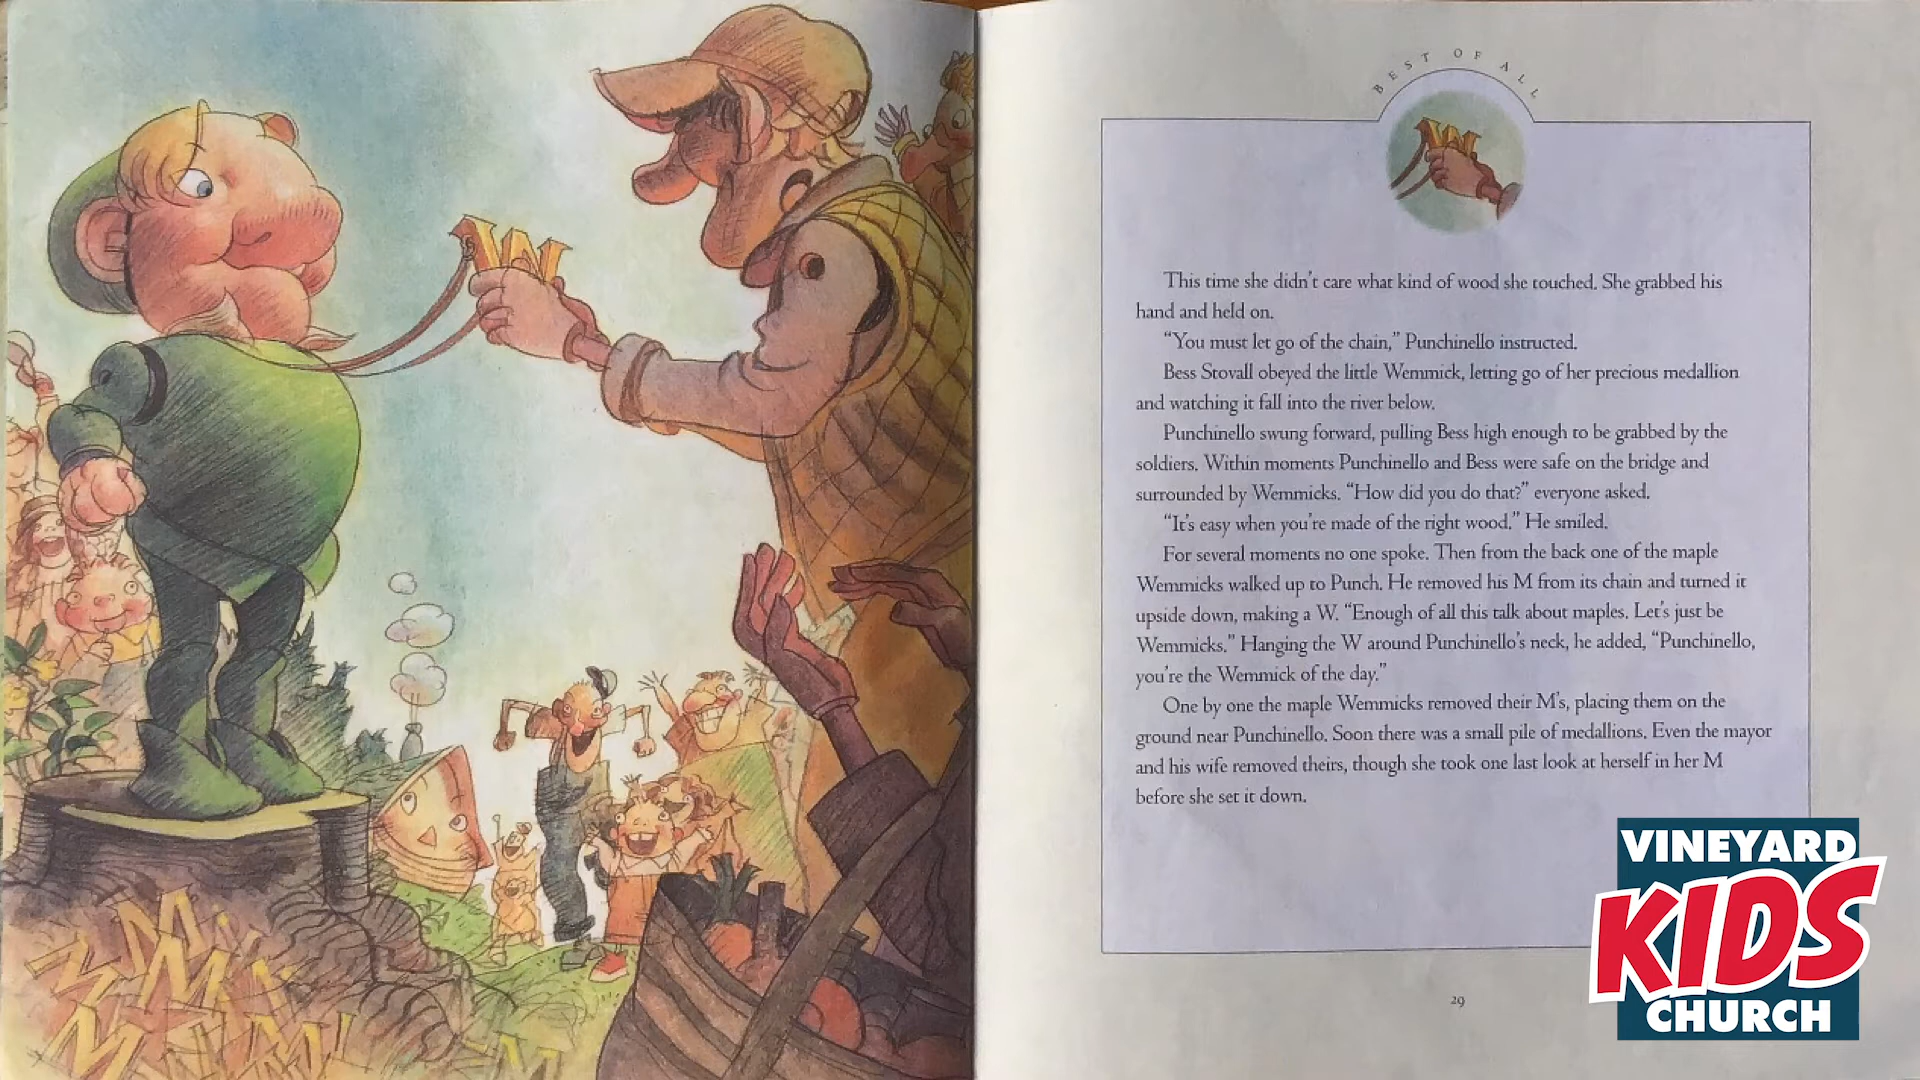 BEST OF ALL
W
W
This time she didn't care what kind of wood she touched. She grabbed his
hand and held on.
“You must let go of the chain,” Punchinello instructed.
Bess Stovall obeyed the little Wemmick, letting go of her precious medallion
and watching it fall into the river below.
Punchinello swung forward, pulling Bess high enough to be grabbed by the
soldiers. Within moments Punchinello and Bess were safe on the bridge and
surrounded by Wemmicks. “How did you do that?” everyone asked.
“It's easy when you're made of the right wood.” He smiled.
For several moments no one spoke. Then from the back one of the maple
Wemmicks walked up to Punch. He removed his M from its chain and turned it
upside down, making a W. “Enough of all this talk about maples. Let's just be
Wemmicks.” Hanging the W around Punchinello's neck, he added, “Punchinello,
you're the Wemmick of the day.”
One by one the maple Wemmicks removed their M's, placing them on the
ground near Punchinello. Soon there was a small pile of medallions. Even the mayor
and his wife removed theirs, though she took one last look at herself in her M
before she set it down.
29
VINEYARD
KIDS
CHURCH